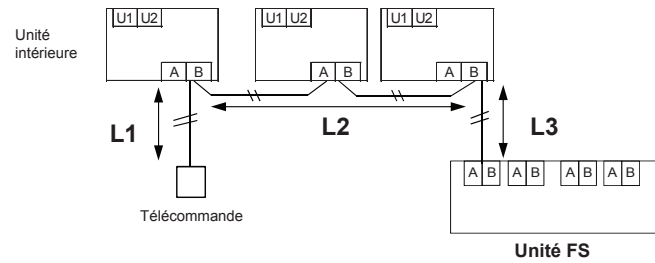 U1 U2 U1 U2 U1 U2
Unité
intérieure
A B A B A B
L1 L2 L3
A B A B A B A B
Télécommande
Unité FS